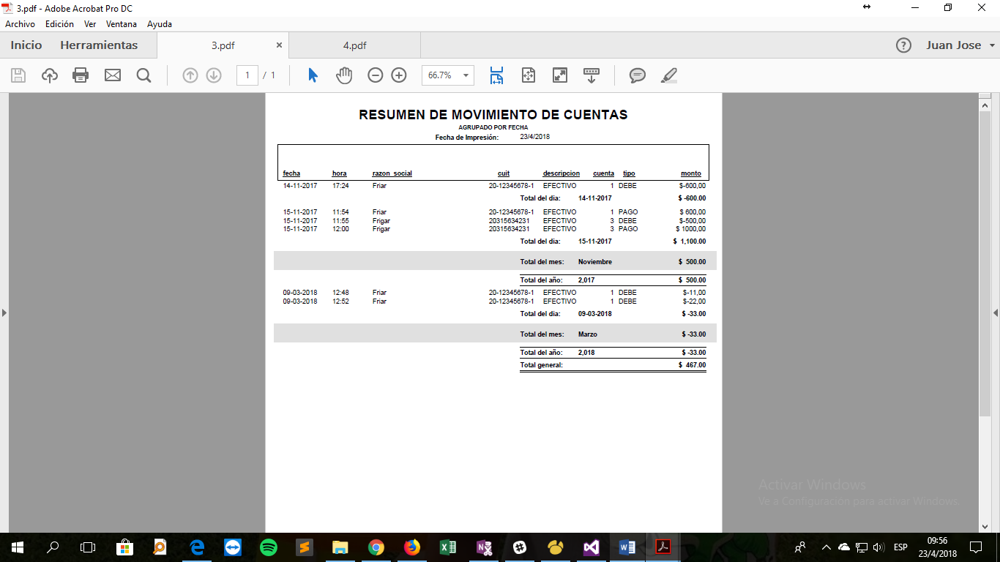 3.pdf - Adobe Acrobat Pro DC
Archivo Edición Ver Ventana Ayuda
Inicio Herramientas 3.pdf × 4.pdf ? Juan Jose
1 / 1 66.7%
RESUMEN DE MOVIMIENTO DE CUENTAS
AGRUPADO POR FECHA
Fecha de Impresión: 23/4/2018
fecha hora razon_social cuit descripcion cuenta tipo monto
14-11-2017 17:24 Friar 20-12345678-1 EFECTIVO 1 DEBE $-600,00
Total del dia: 14-11-2017 $ -600.00
15-11-2017 11:54 Friar 20-12345678-1 EFECTIVO 1 PAGO $ 600,00
15-11-2017 11:55 Frigar 20315634231 EFECTIVO 3 DEBE $-500,00
15-11-2017 12:00 Frigar 20315634231 EFECTIVO 3 PAGO $ 1000,00
Total del dia: 15-11-2017 $ 1,100.00
Total del mes: Noviembre $ 500.00
Total del año: 2,017 $ 500.00
09-03-2018 12:48 Friar 20-12345678-1 EFECTIVO 1 DEBE $-11,00
09-03-2018 12:52 Friar 20-12345678-1 EFECTIVO 1 DEBE $-22,00
Total del dia: 09-03-2018 $ -33.00
Total del mes: Marzo $ -33.00
Total del año: 2,018 $ -33.00
Total general: $ 467.00
Activar Windows
Ve a Configuración para activar Windows.
ESP
09:56
23/4/2018